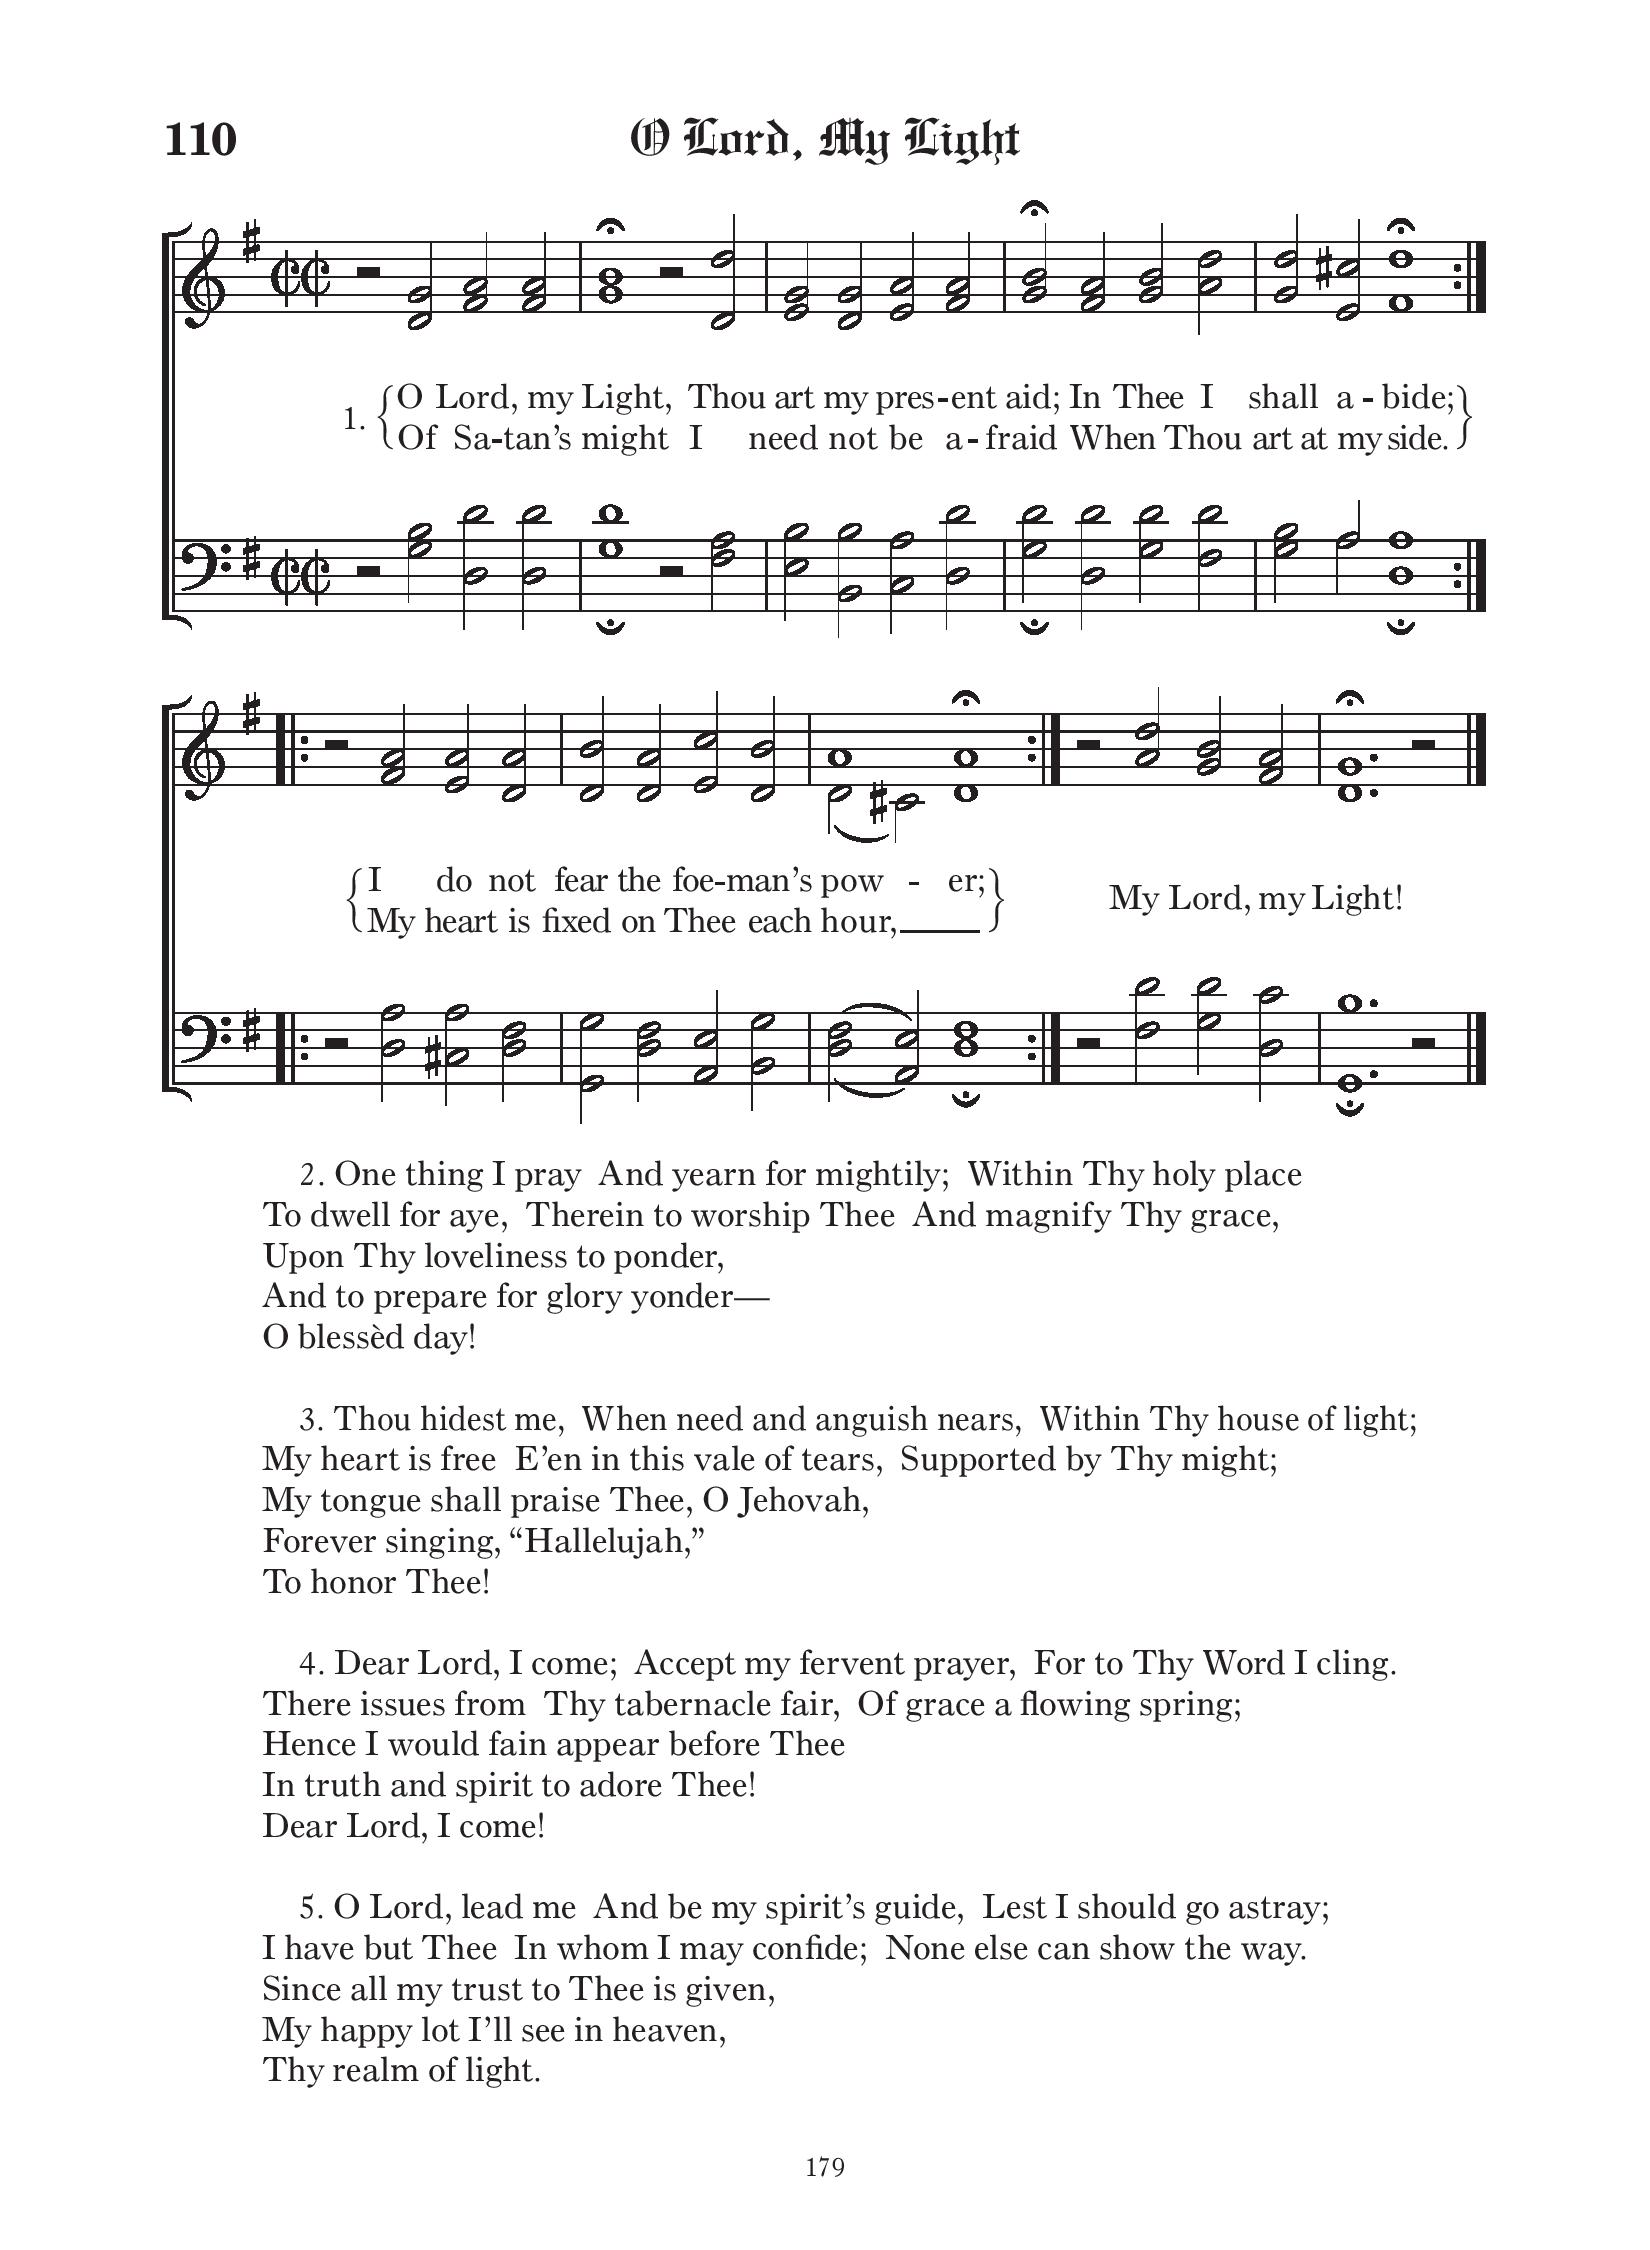 110
O Lord, My Light
1. O Lord, my Light, Thou art my pres-ent aid; In Thee I shall a - bide;
Of Sa-tan's might I need not be a-fraid When Thou art at my side.
I do not fear the foe-man's pow - er;
My heart is fixed on Thee each hour,
My Lord, my Light!
2. One thing I pray And yearn for mightily; Within Thy holy place
To dwell for aye, Therein to worship Thee And magnify Thy grace,
Upon Thy loveliness to ponder,
And to prepare for glory yonder—
O blessèd day!
3. Thou hidest me, When need and anguish nears, Within Thy house of light;
My heart is free E'en in this vale of tears, Supported by Thy might;
My tongue shall praise Thee, O Jehovah,
Forever singing, “Hallelujah,”
To honor Thee!
4. Dear Lord, I come; Accept my fervent prayer, For to Thy Word I cling.
There issues from Thy tabernacle fair, Of grace a flowing spring;
Hence I would fain appear before Thee
In truth and spirit to adore Thee!
Dear Lord, I come!
5. O Lord, lead me And be my spirit's guide, Lest I should go astray;
I have but Thee In whom I may confide; None else can show the way.
Since all my trust to Thee is given,
My happy lot I'll see in heaven,
Thy realm of light.
179